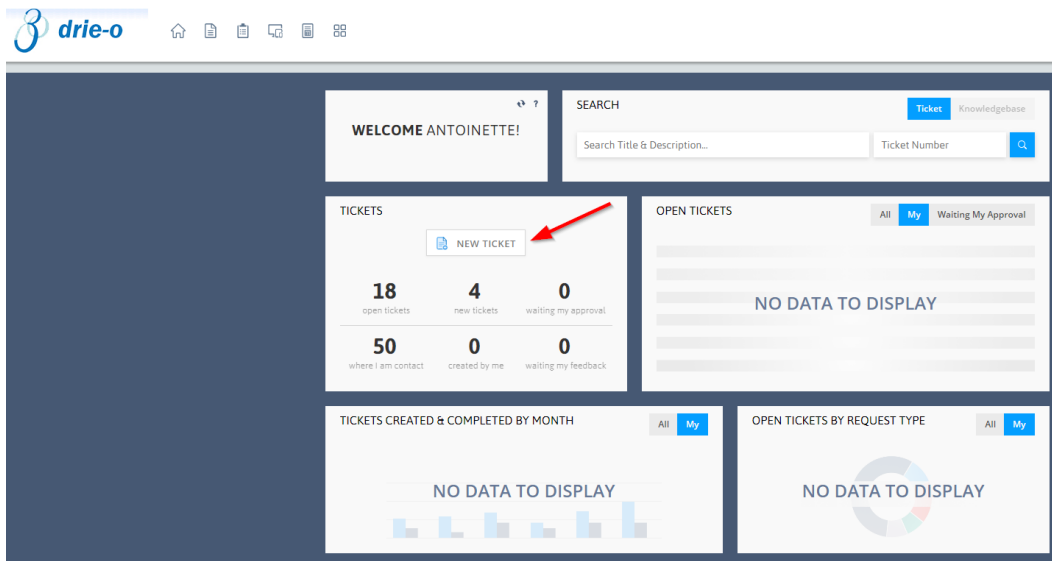 drie-o
WELCOME ANTOINETTE!
?
SEARCH
Ticket
Knowledgebase
Search Title & Description...
Ticket Number
TICKETS
NEW TICKET
18
4
0
open tickets
new tickets
waiting my approval
50
0
0
where I am contact
created by me
waiting my feedback
OPEN TICKETS
All
My
Waiting My Approval
NO DATA TO DISPLAY
TICKETS CREATED & COMPLETED BY MONTH
All
My
NO DATA TO DISPLAY
OPEN TICKETS BY REQUEST TYPE
All
My
NO DATA TO DISPLAY